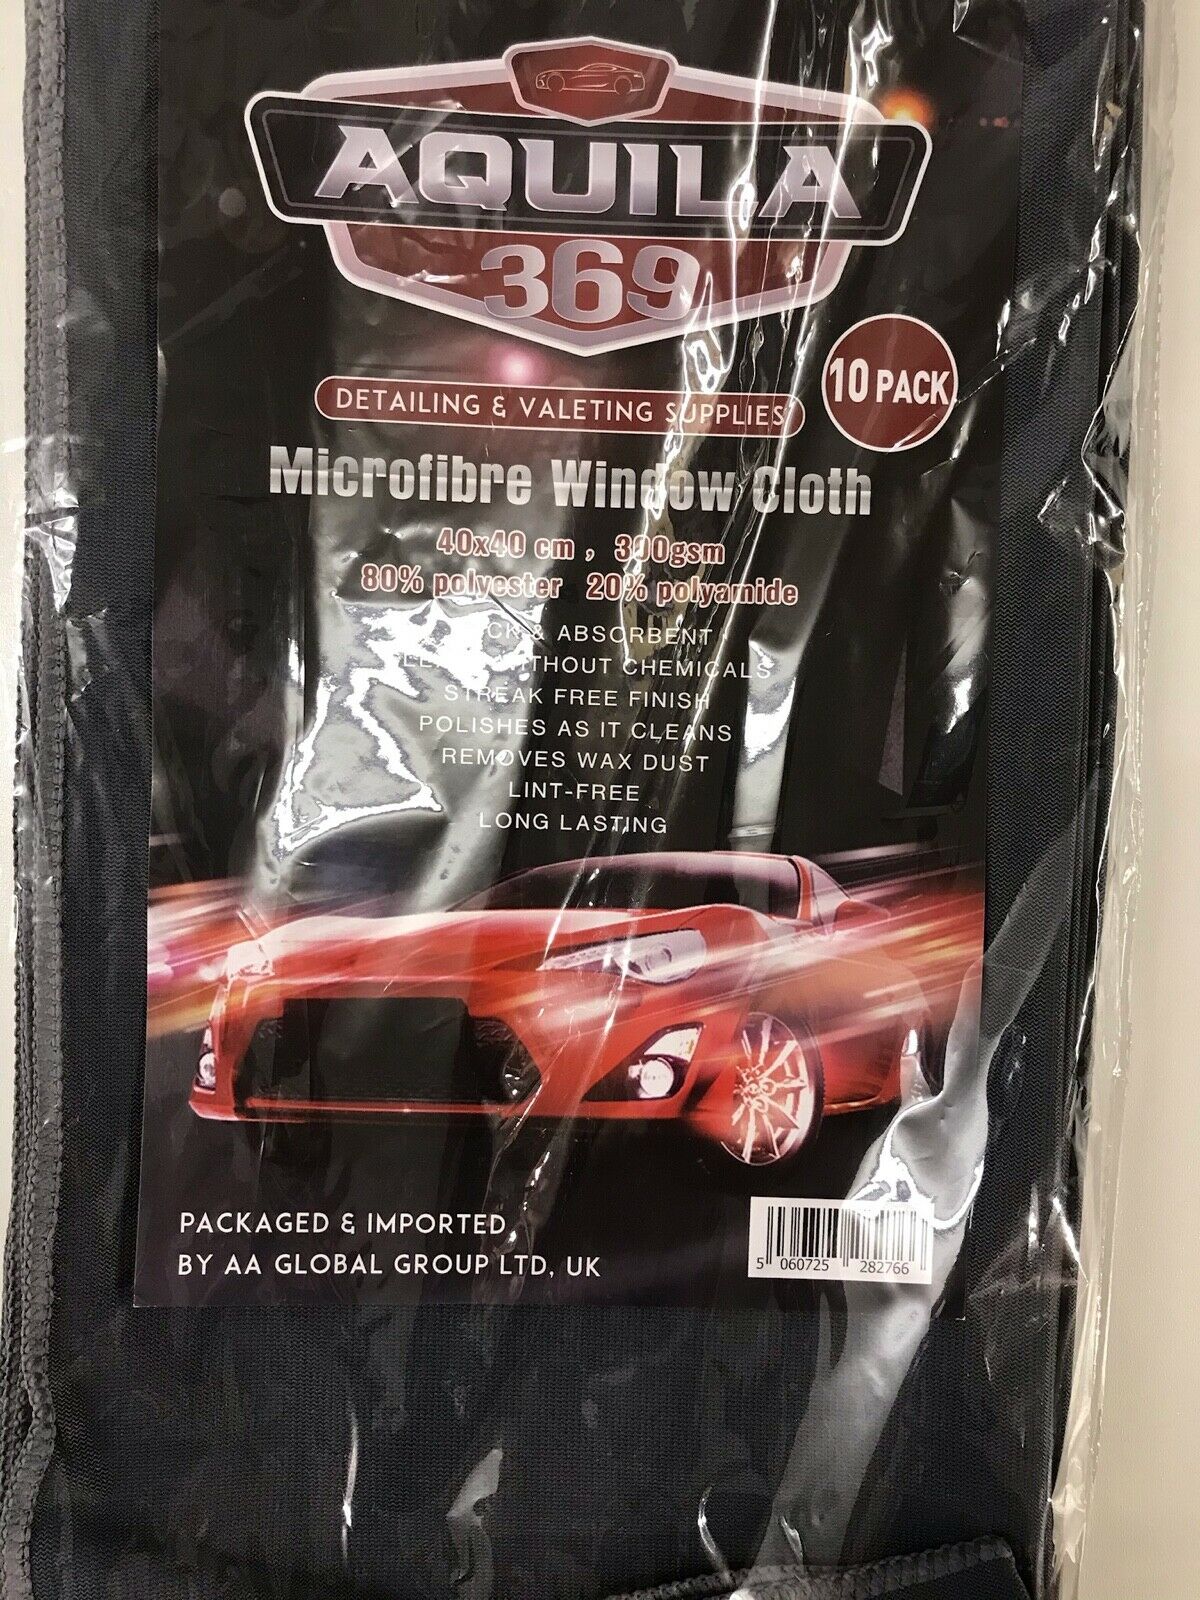 AQUILA
369
10 PACK
DETAILING & VALETING SUPPLIES
Microfibre Window Cloth
40x40 cm , 300gsm
80% polyester 20% polyamide
& ABSORBENT
WITHOUT CHEMICALS
STREAK FREE FINISH
POLISHES AS IT CLEANS
REMOVES WAX DUST
LINT-FREE
LONG LASTING
PACKAGED & IMPORTED
BY AA GLOBAL GROUP LTD, UK
5 060725 282766